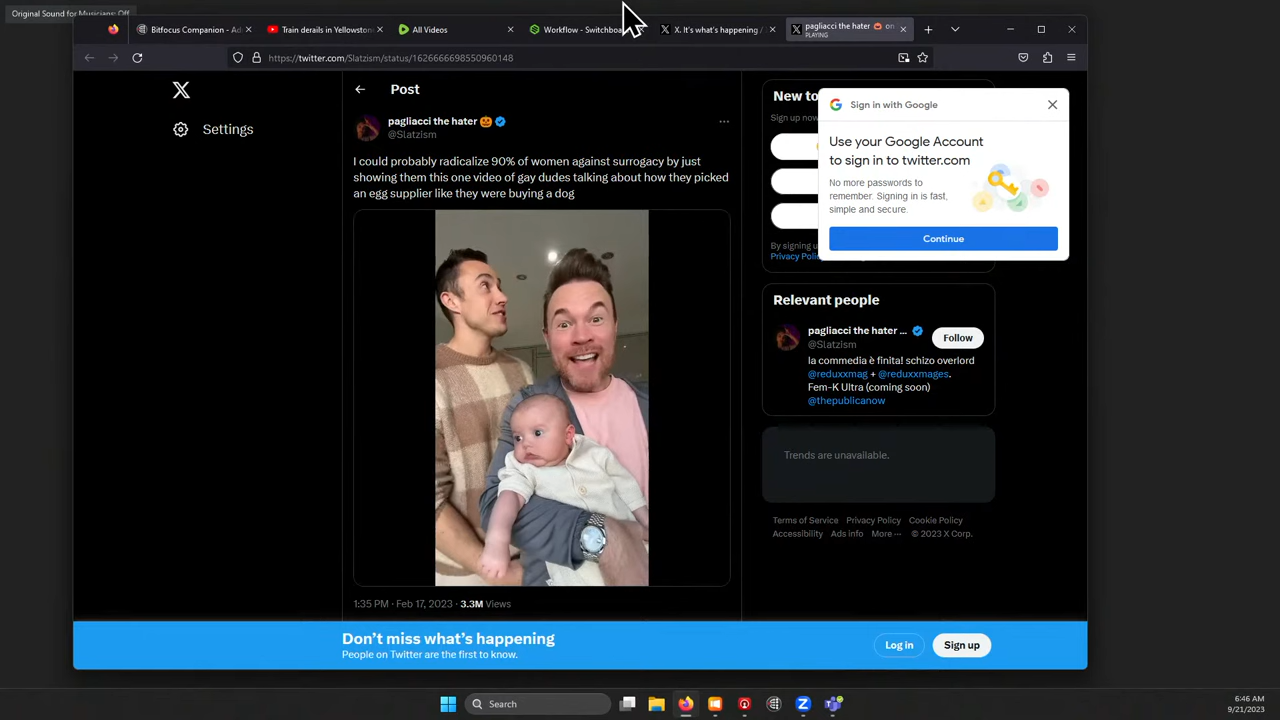 Original Sound for Musicians: Off
Bitfocus Companion - Ad
Train derails in Yellowston
All Videos
Workflow - Switchboa
X. It's what's happening /
pagliacci the hater 🎃 on
PLAYING
https://twitter.com/Slatzism/status/1626666698550960148
Post
Settings
pagliacci the hater 🎃
@Slatzism
I could probably radicalize 90% of women against surrogacy by just
showing them this one video of gay dudes talking about how they picked
an egg supplier like they were buying a dog
1:35 PM · Feb 17, 2023 · 3.3M Views
New to
Sign up now
By signing u
Privacy Polic
Sign in with Google
Use your Google Account
to sign in to twitter.com
No more passwords to
remember. Signing in is fast,
simple and secure.
Continue
Relevant people
pagliacci the hater ...
@Slatzism
Follow
la commedia è finita! schizo overlord
@reduxxmag + @reduxxmages.
Fem-K Ultra (coming soon)
@thepublicanow
Trends are unavailable.
Terms of Service Privacy Policy Cookie Policy
Accessibility Ads info More ··· © 2023 X Corp.
Don't miss what's happening
People on Twitter are the first to know.
Log in
Sign up
Search
6:46 AM
9/21/2023